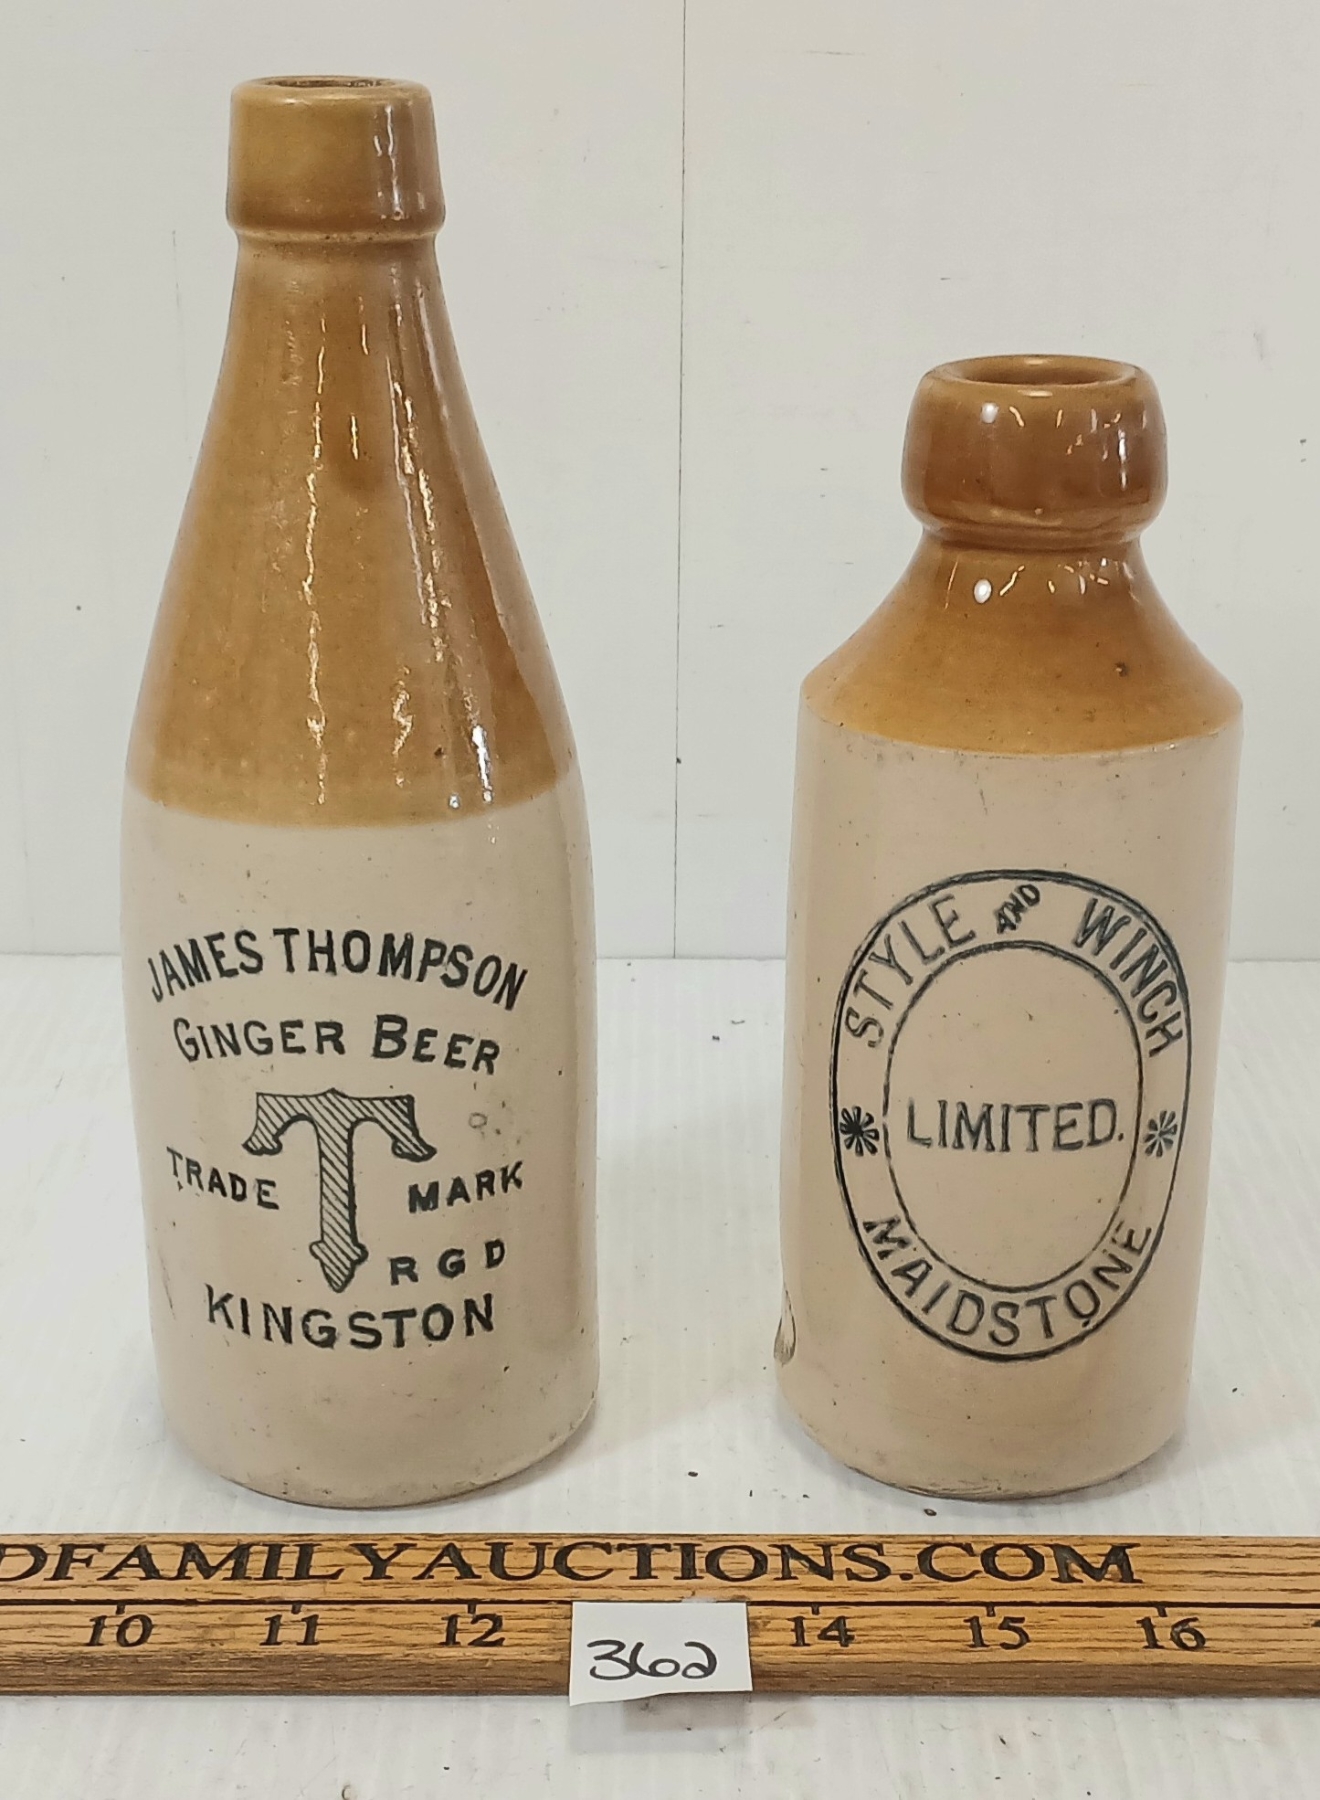 JAMES THOMPSON
GINGER BEER
T
TRADE MARK
RGD
KINGSTON
STYLE AND WINCH
LIMITED.
MAIDSTONE
DFAMILYAUCTIONS.COM
10 11 12 14 15 16
362